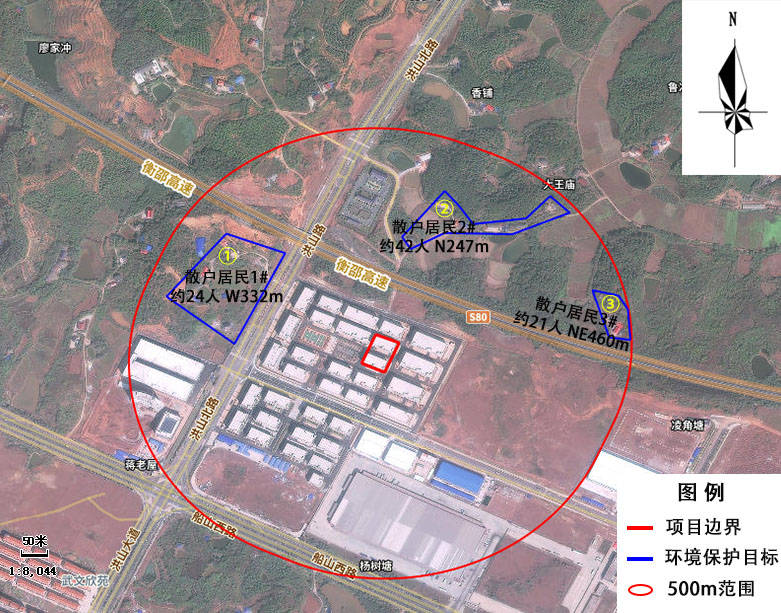 N
洪山北路
廖家冲
香铺
衡邵高速
大王庙
②
散户居民2#
约42人 N247m
洪山路
①
散户居民1#
约24人 W332m
衡邵高速
③
散户居民3#
约21人 NE460m
S80
洪山北路
凌角塘
蒋老屋
船山西路
洪山大道
船山西路
杨树塘
50米
1:8,044
武文欣苑
图 例
项目边界
环境保护目标
500m范围